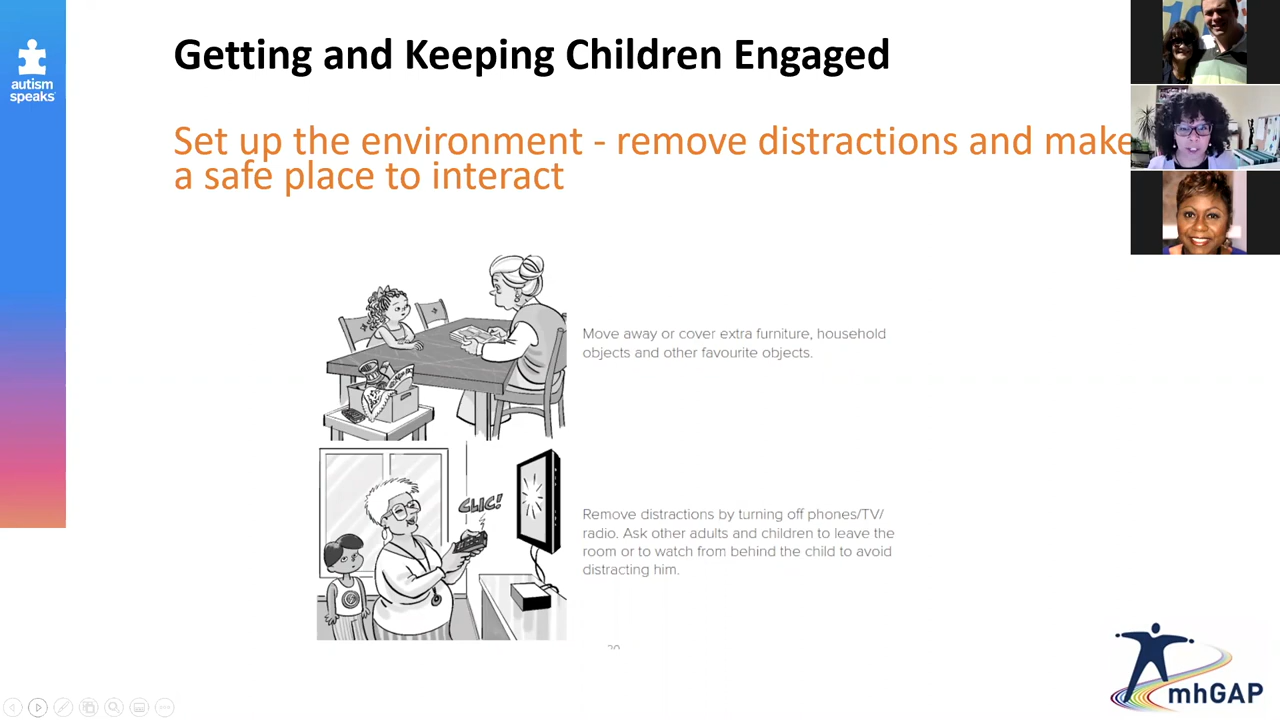 autism
speaks
Getting and Keeping Children Engaged
Set up the environment - remove distractions and make
a safe place to interact
Move away or cover extra furniture, household
objects and other favourite objects.
CLIC!
Remove distractions by turning off phones/TV/
radio. Ask other adults and children to leave the
room or to watch from behind the child to avoid
distracting him.
mhGAP